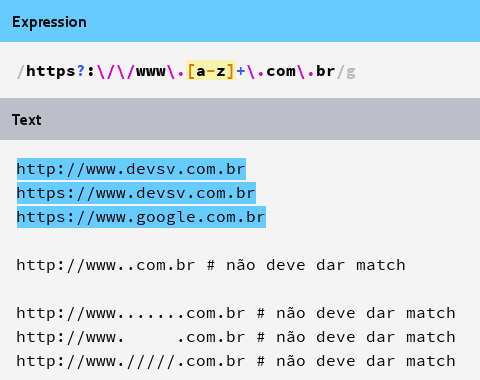 Expression
/https?:\/\/www\.[a-z]+\.com\.br/g
Text
http://www.devsv.com.br
https://www.devsv.com.br
https://www.google.com.br
http://www..com.br # não deve dar match
http://www.......com.br # não deve dar match
http://www.     .com.br # não deve dar match
http://www./////.com.br # não deve dar match